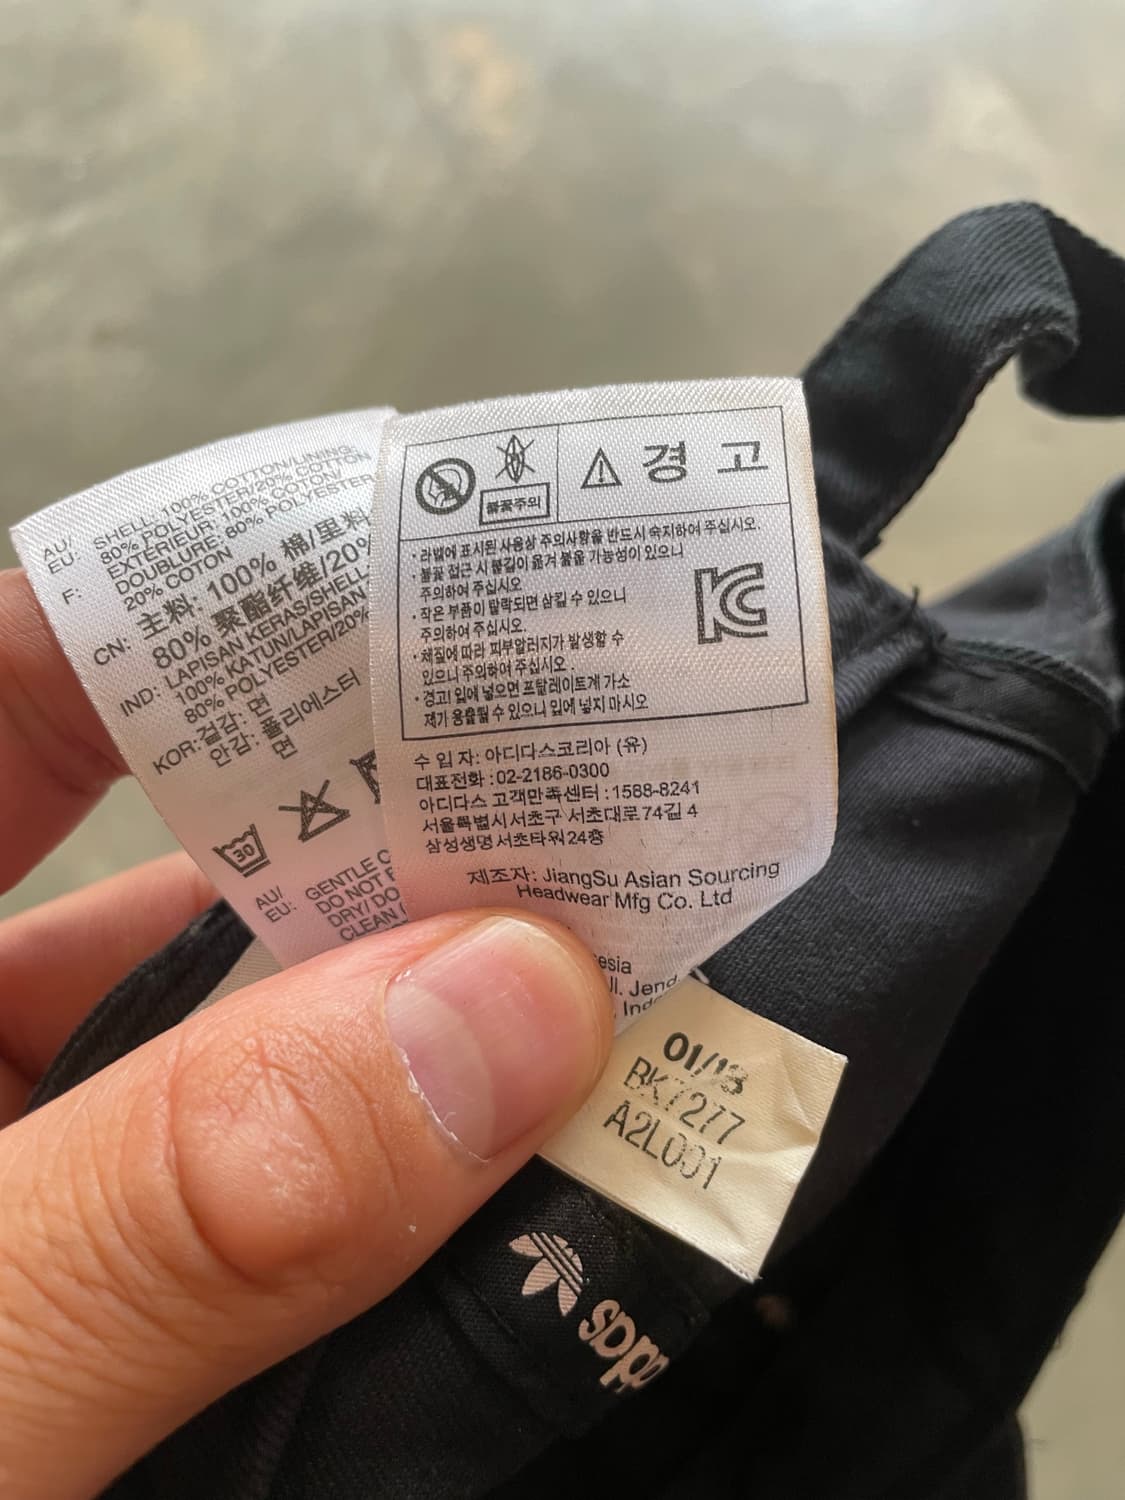 AU/
EU:
SHELL: 100% COTTON/LINING:
80% POLYESTER/20% COTTON
F:
EXTÉRIEUR: 100% COTON/
DOUBLURE: 80% POLYESTER
20% COTON
CN:
主料: 100% 棉/里料
80% 聚酯纤维/20%
IND:
LAPISAN KERAS/SHELL:
100% KATUN/LAPISAN
80% POLYESTER/20%
KOR:
겉감: 면
안감: 폴리에스터
면
30
AU/
EU:
GENTLE
DO NOT
DRY/ DO
CLEAN
불꽃주의
경 고
· 라벨에 표시된 사용상 주의사항을 반드시 숙지하여 주십시오.
· 불꽃 접근 시 불길이 옮겨 붙을 가능성이 있으니
주의하여 주십시오
· 작은 부품이 탈락되면 삼킬 수 있으니
주의하여 주십시오.
· 체질에 따라 피부알러지가 발생할 수
있으니 주의하여 주십시오.
· 경고! 입에 넣으면 프탈레이트계 가소
제가 용출될 수 있으니 입에 넣지 마시오
수 입 자: 아디다스코리아 (유)
대표전화 : 02-2186-0300
아디다스 고객만족센터 : 1588-8241
서울특별시 서초구 서초대로74길 4
삼성생명 서초타워 24층
제조자: JiangSu Asian Sourcing
Headwear Mfg Co. Ltd
esia
Jl. Jend.
01/13
BK7277
A2L001
adidas